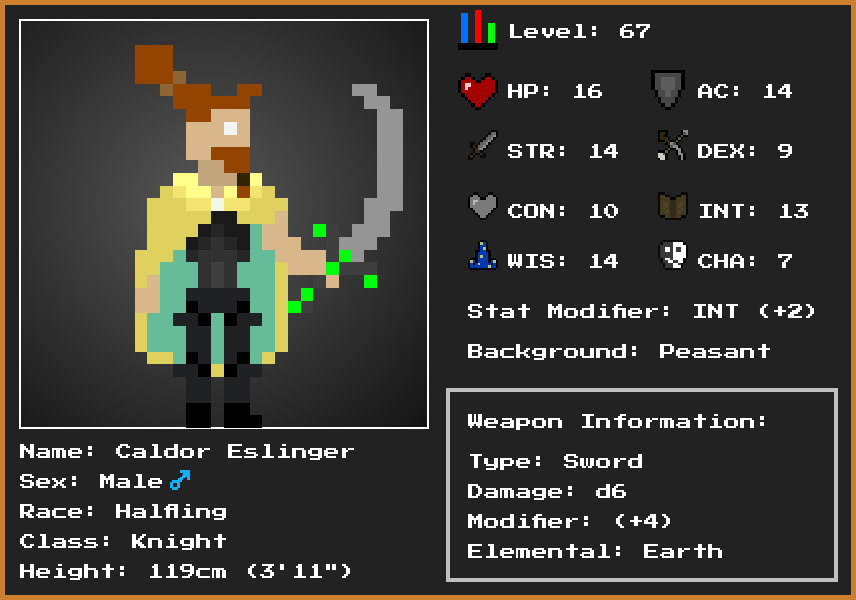 Level: 67
HP: 16
AC: 14
STR: 14
DEX: 9
CON: 10
INT: 13
WIS: 14
CHA: 7
Stat Modifier: INT (+2)
Background: Peasant
Weapon Information:
Type: Sword
Damage: d6
Modifier: (+4)
Elemental: Earth
Name: Caldor Eslinger
Sex: Male ♂
Race: Halfling
Class: Knight
Height: 119cm (3'11")